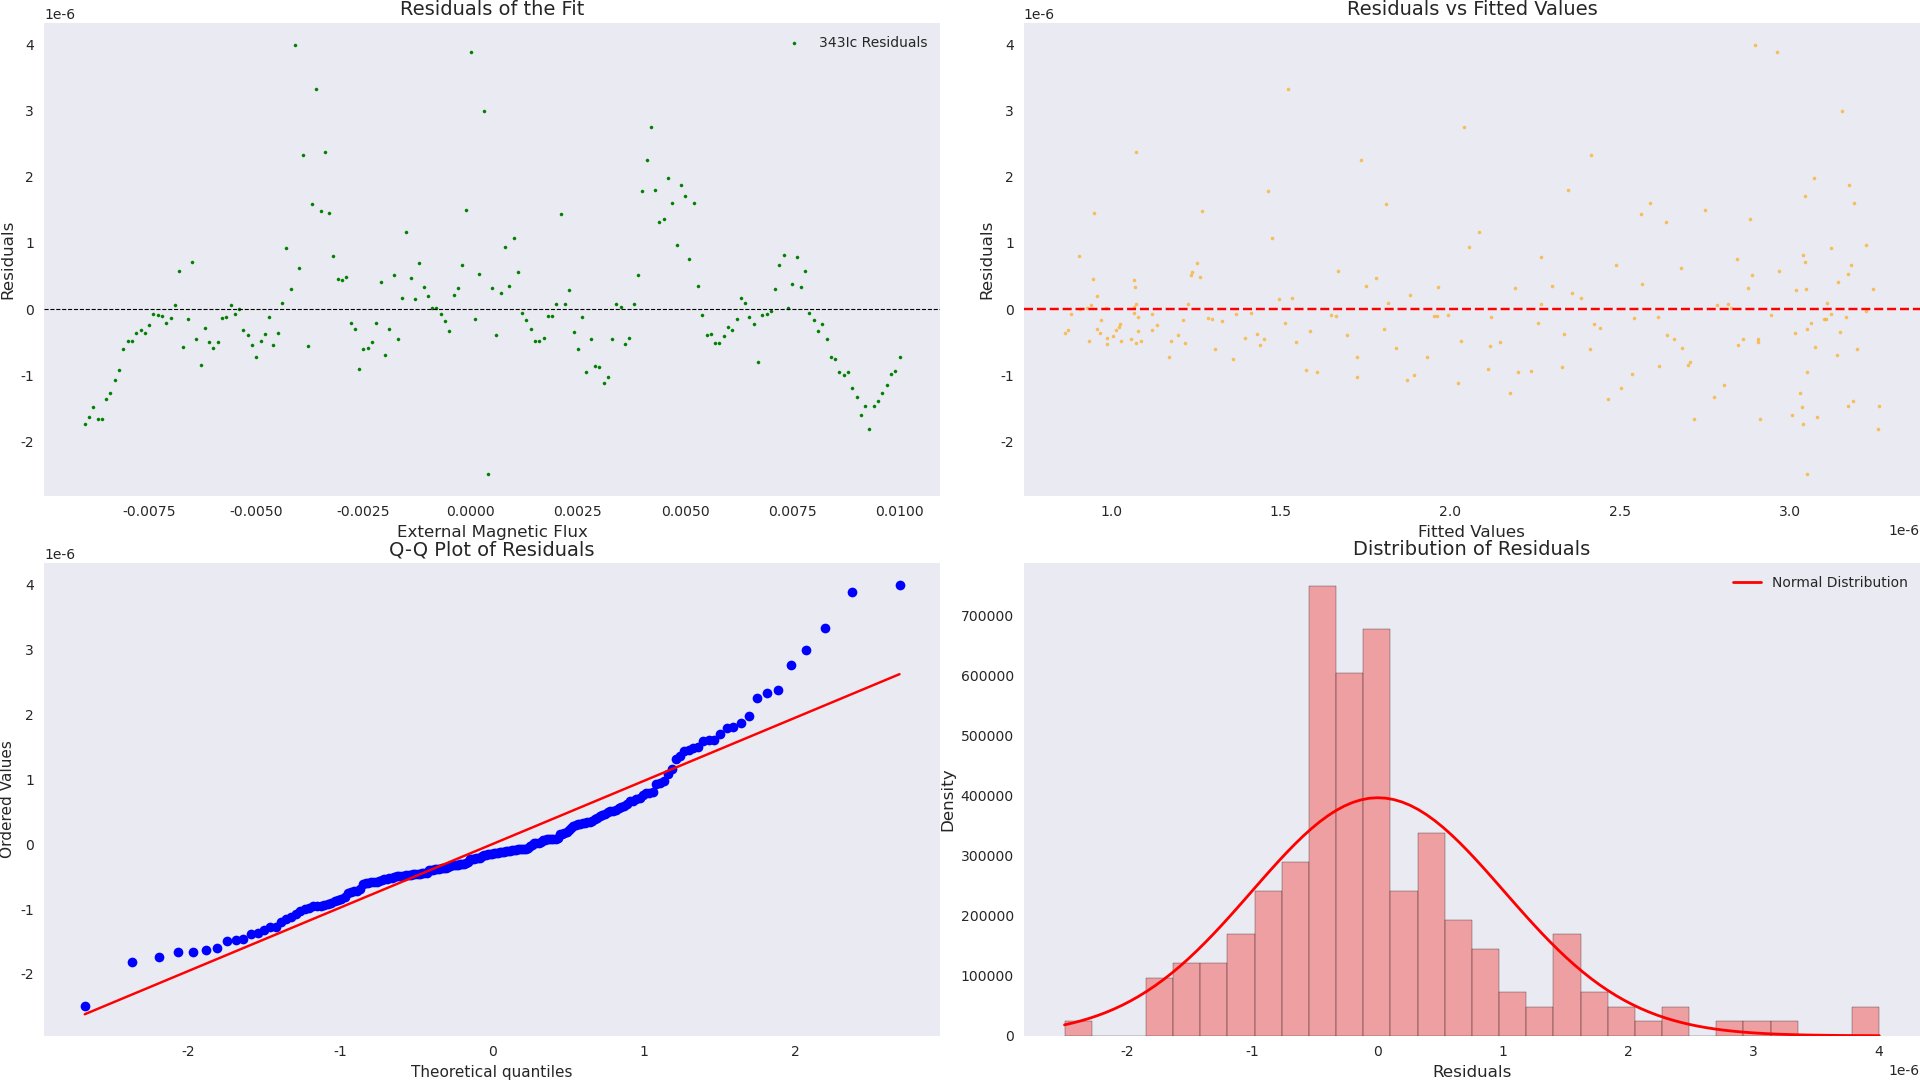 Residuals of the Fit
1e-6
343Ic Residuals
4
3
2
1
0
-1
-2
Residuals
-0.0075 -0.0050 -0.0025 0.0000 0.0025 0.0050 0.0075 0.0100
External Magnetic Flux
Residuals vs Fitted Values
1e-6
4
3
2
1
0
-1
-2
Residuals
1.0 1.5 2.0 2.5 3.0
1e-6
Fitted Values
Q-Q Plot of Residuals
1e-6
4
3
2
1
0
-1
-2
Ordered Values
-2 -1 0 1 2
Theoretical quantiles
Distribution of Residuals
Normal Distribution
700000
600000
500000
400000
300000
200000
100000
0
Density
-2 -1 0 1 2 3 4
1e-6
Residuals